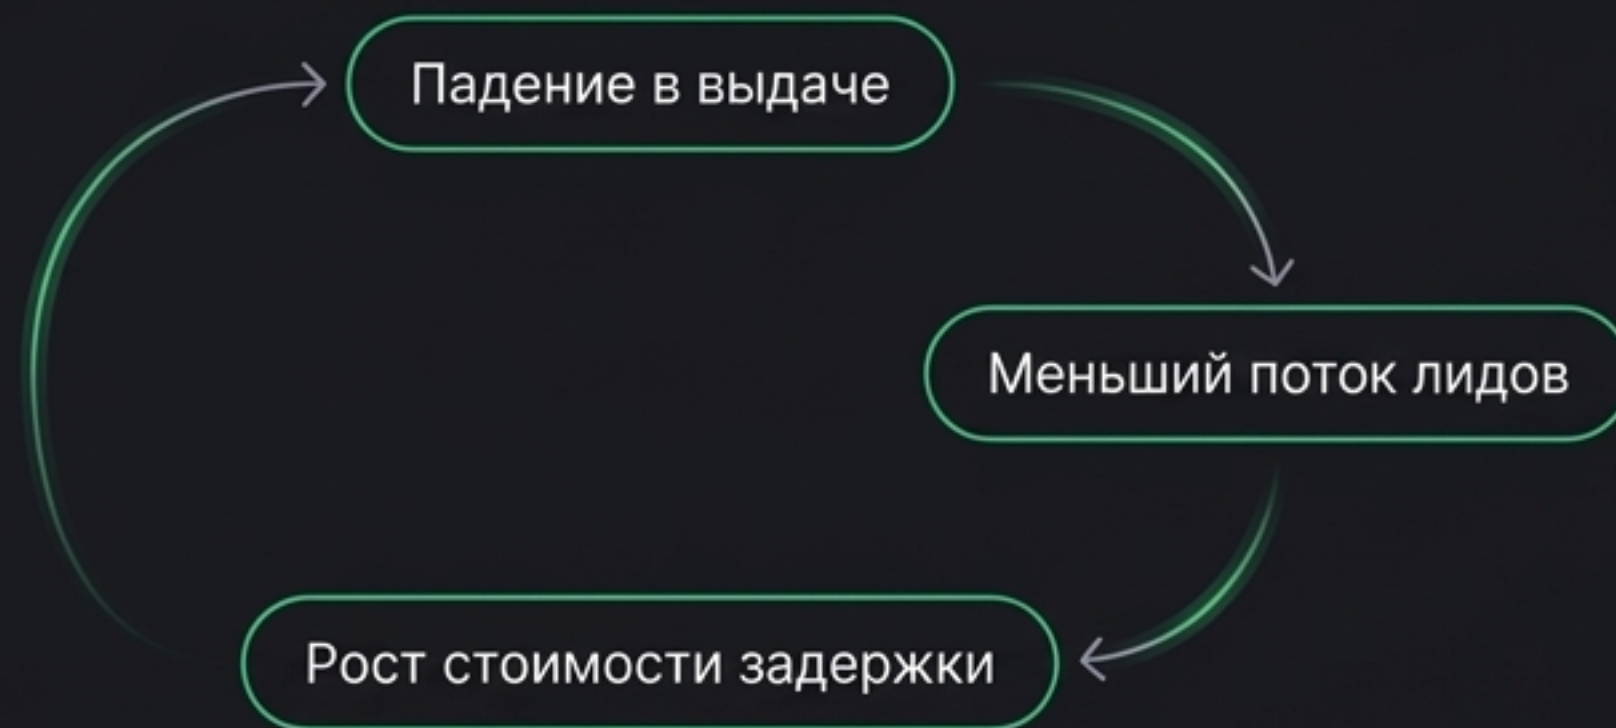 Падение в выдаче
Меньший поток лидов
Рост стоимости задержки